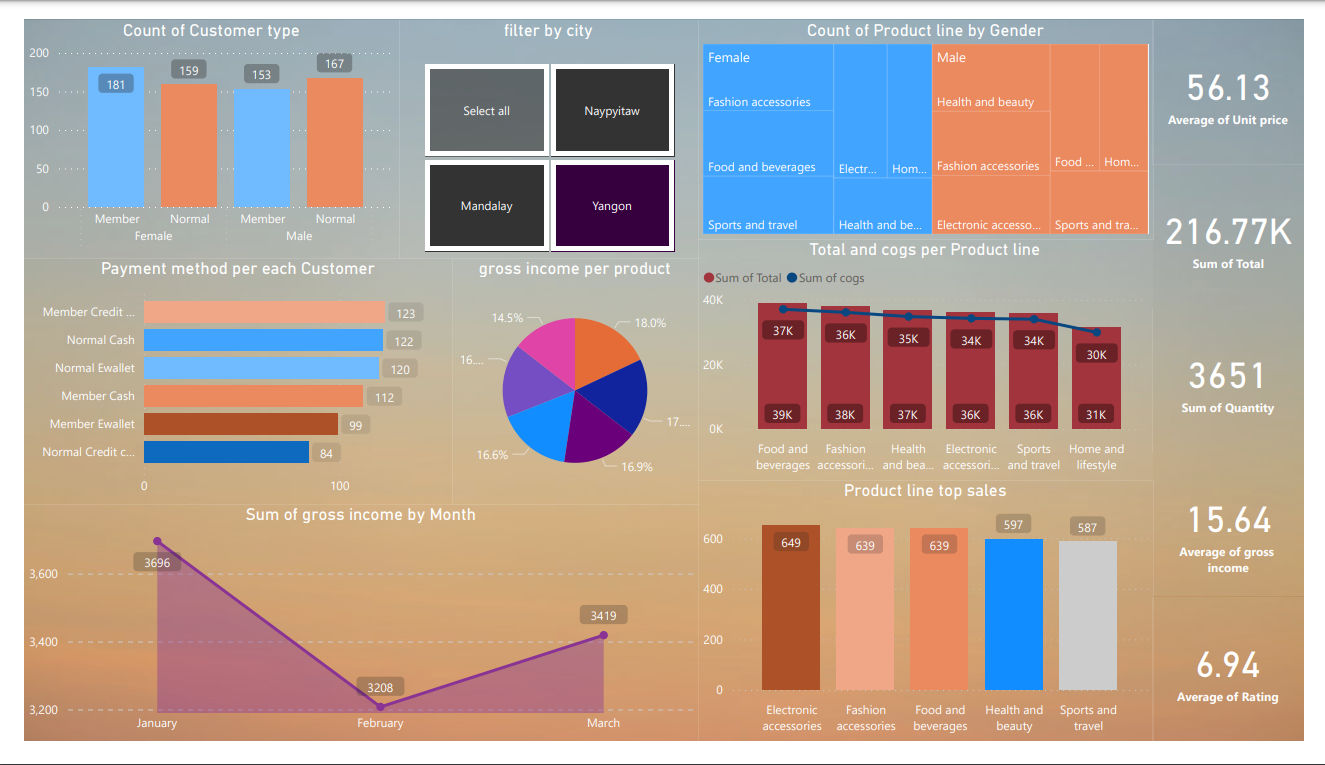 Count of Customer type
200
150
100
50
0
181
159
153
167
Member
Normal
Member
Normal
Female
Male
filter by city
Select all
Naypyitaw
Mandalay
Yangon
Count of Product line by Gender
Female
Fashion accessories
Food and beverages
Sports and travel
Electr...
Hom...
Health and be...
Male
Health and beauty
Fashion accessories
Electronic accesso...
Food ...
Hom...
Sports and tra...
56.13
Average of Unit price
216.77K
Sum of Total
3651
Sum of Quantity
15.64
Average of gross
income
6.94
Average of Rating
Payment method per each Customer
Member Credit ...
123
Normal Cash
122
Normal Ewallet
120
Member Cash
112
Member Ewallet
99
Normal Credit c...
84
0
100
gross income per product
14.5%
18.0%
16....
17....
16.6%
16.9%
Total and cogs per Product line
Sum of Total
Sum of cogs
40K
20K
0K
37K
36K
35K
34K
34K
30K
39K
38K
37K
36K
36K
31K
Food and
beverages
Fashion
accessori...
Health
and bea...
Electronic
accessori...
Sports
and travel
Home and
lifestyle
Sum of gross income by Month
3,600
3,400
3,200
3696
3208
3419
January
February
March
Product line top sales
600
400
200
0
649
639
639
597
587
Electronic
accessories
Fashion
accessories
Food and
beverages
Health and
beauty
Sports and
travel